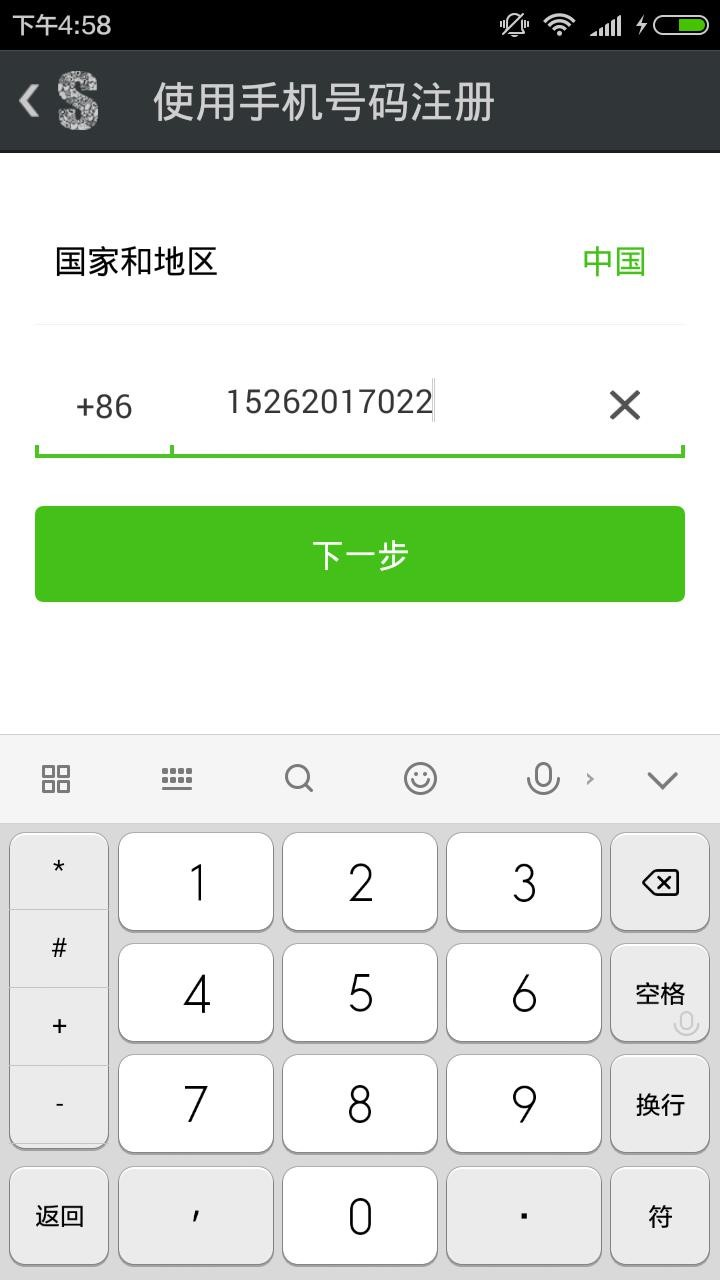 下午4:58
S 使用手机号码注册
国家和地区 中国
+86 15262017022
下一步
* 1 2 3
# 4 5 6 空格
+ 7 8 9 换行
-
返回 , 0 . 符